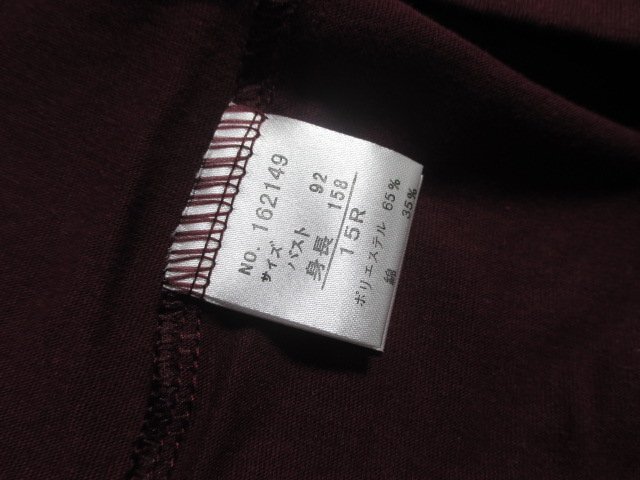 NO. 162149
サイズ
バスト 92
身長 158
15R
ポリエステル 65%
綿 35%